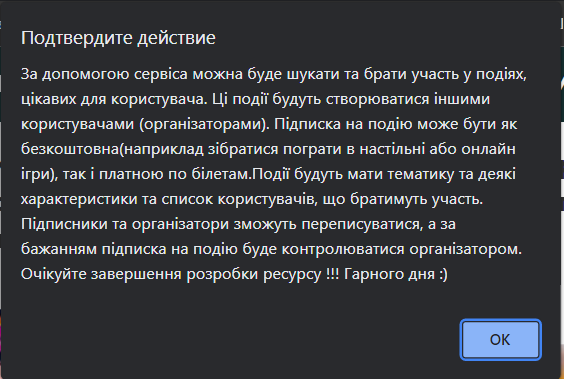 Подтвердите действие
За допомогою сервіса можна буде шукати та брати участь у подіях,
цікавих для користувача. Ці події будуть створюватися іншими
користувачами (організаторами). Підписка на подію може бути як
безкоштовна(наприклад зібратися пограти в настільні або онлайн
ігри), так і платною по білетам.Події будуть мати тематику та деякі
характеристики та список користувачів, що братимуть участь.
Підписники та організатори зможуть переписуватися, а за
бажанням підписка на подію буде контролюватися організатором.
Очікуйте завершення розробки ресурсу !!! Гарного дня :)
ОК